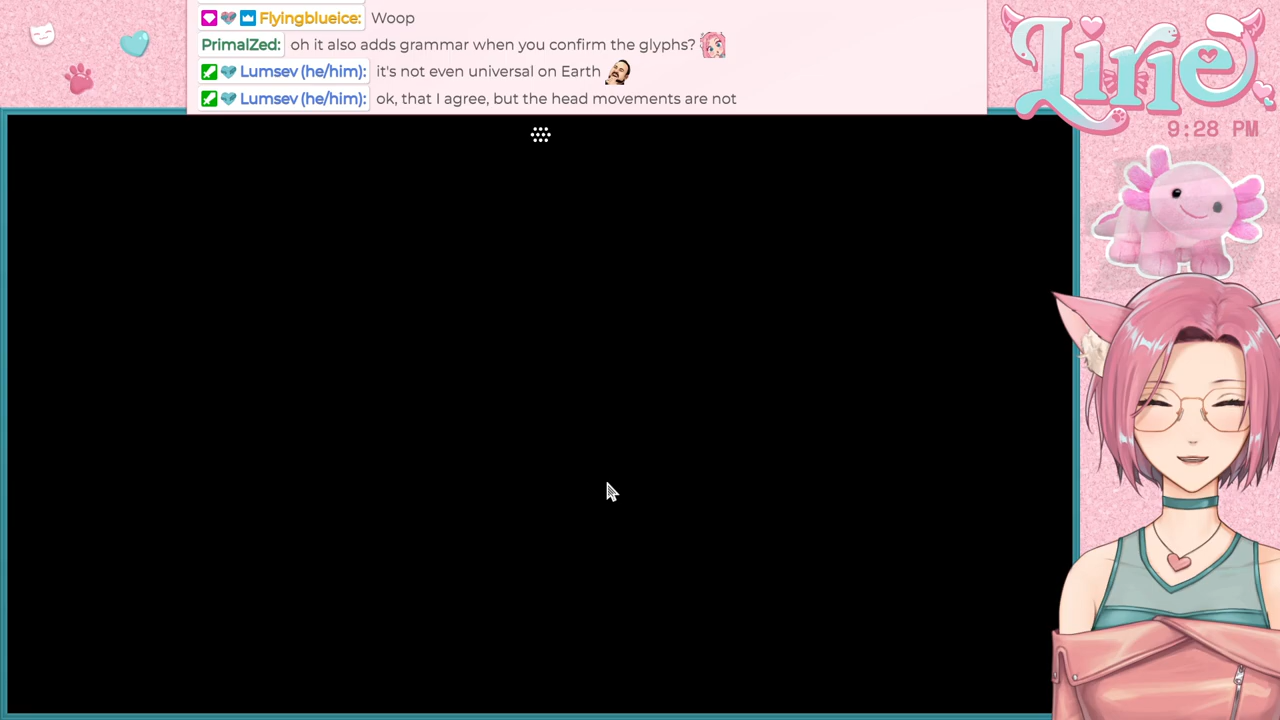 Flyingblueice: Woop
PrimalZed: oh it also adds grammar when you confirm the glyphs?
Lumsev (he/him): it's not even universal on Earth
Lumsev (he/him): ok, that I agree, but the head movements are not
Lirie
9:28 PM